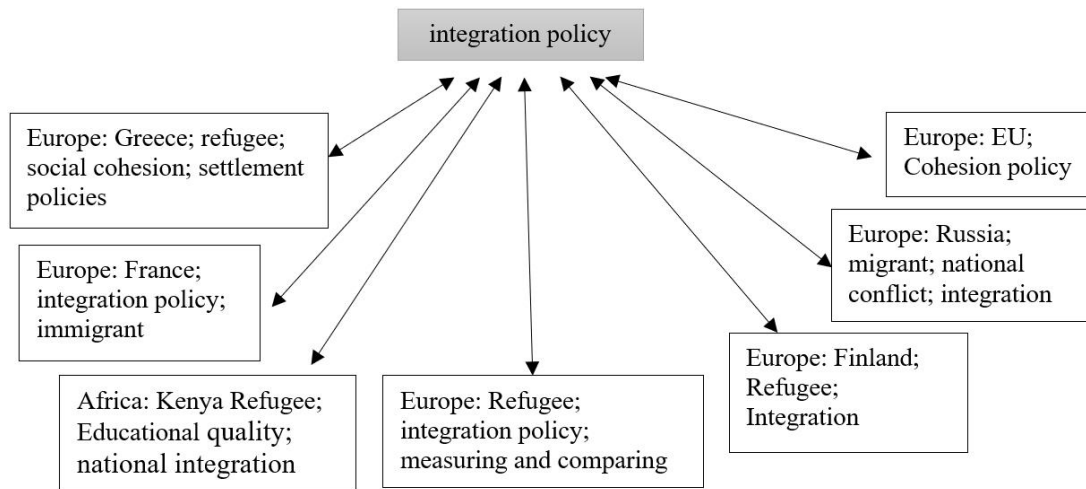 integration policy
Europe: Greece; refugee;
social cohesion; settlement
policies
Europe: EU;
Cohesion policy
Europe: France;
integration policy;
immigrant
Europe: Russia;
migrant; national
conflict; integration
Africa: Kenya Refugee;
Educational quality;
national integration
Europe: Refugee;
integration policy;
measuring and comparing
Europe: Finland;
Refugee;
Integration